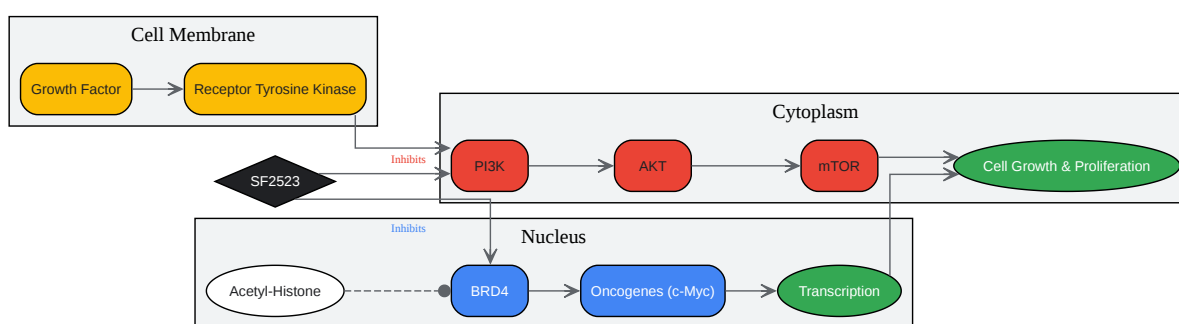 Cell Membrane
Growth Factor
Receptor Tyrosine Kinase
Cytoplasm
Inhibits
PI3K
AKT
mTOR
Cell Growth & Proliferation
SF2523
Inhibits
Nucleus
Acetyl-Histone
BRD4
Oncogenes (c-Myc)
Transcription